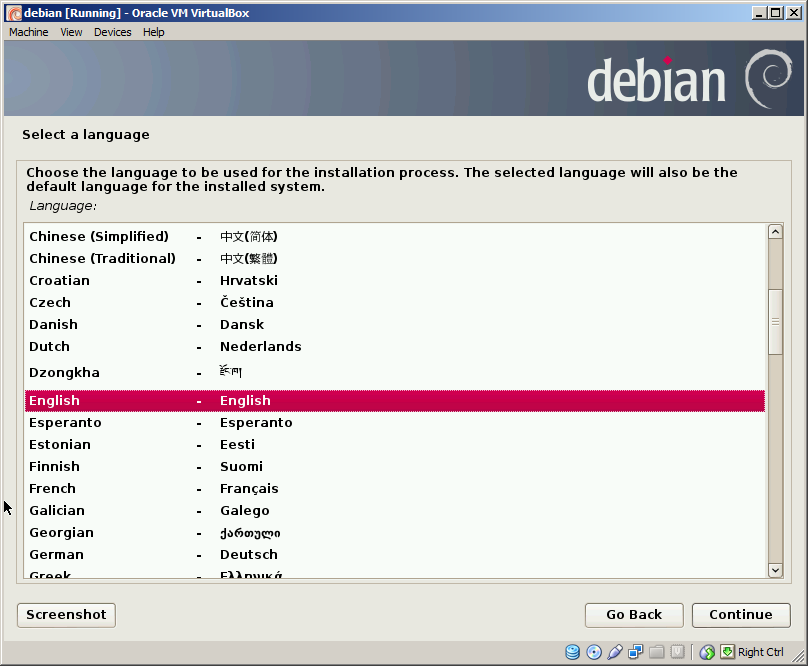 debian [Running] - Oracle VM VirtualBox
Machine View Devices Help
debian
Select a language
Choose the language to be used for the installation process. The selected language will also be the
default language for the installed system.
Language:
Chinese (Simplified) - 中文(简体)
Chinese (Traditional) - 中文(繁體)
Croatian - Hrvatski
Czech - Čeština
Danish - Dansk
Dutch - Nederlands
Dzongkha - རྫོང་ཁ།
English - English
Esperanto - Esperanto
Estonian - Eesti
Finnish - Suomi
French - Français
Galician - Galego
Georgian - ქართული
German - Deutsch
Greek - Ελληνικά
Screenshot Go Back Continue
Right Ctrl